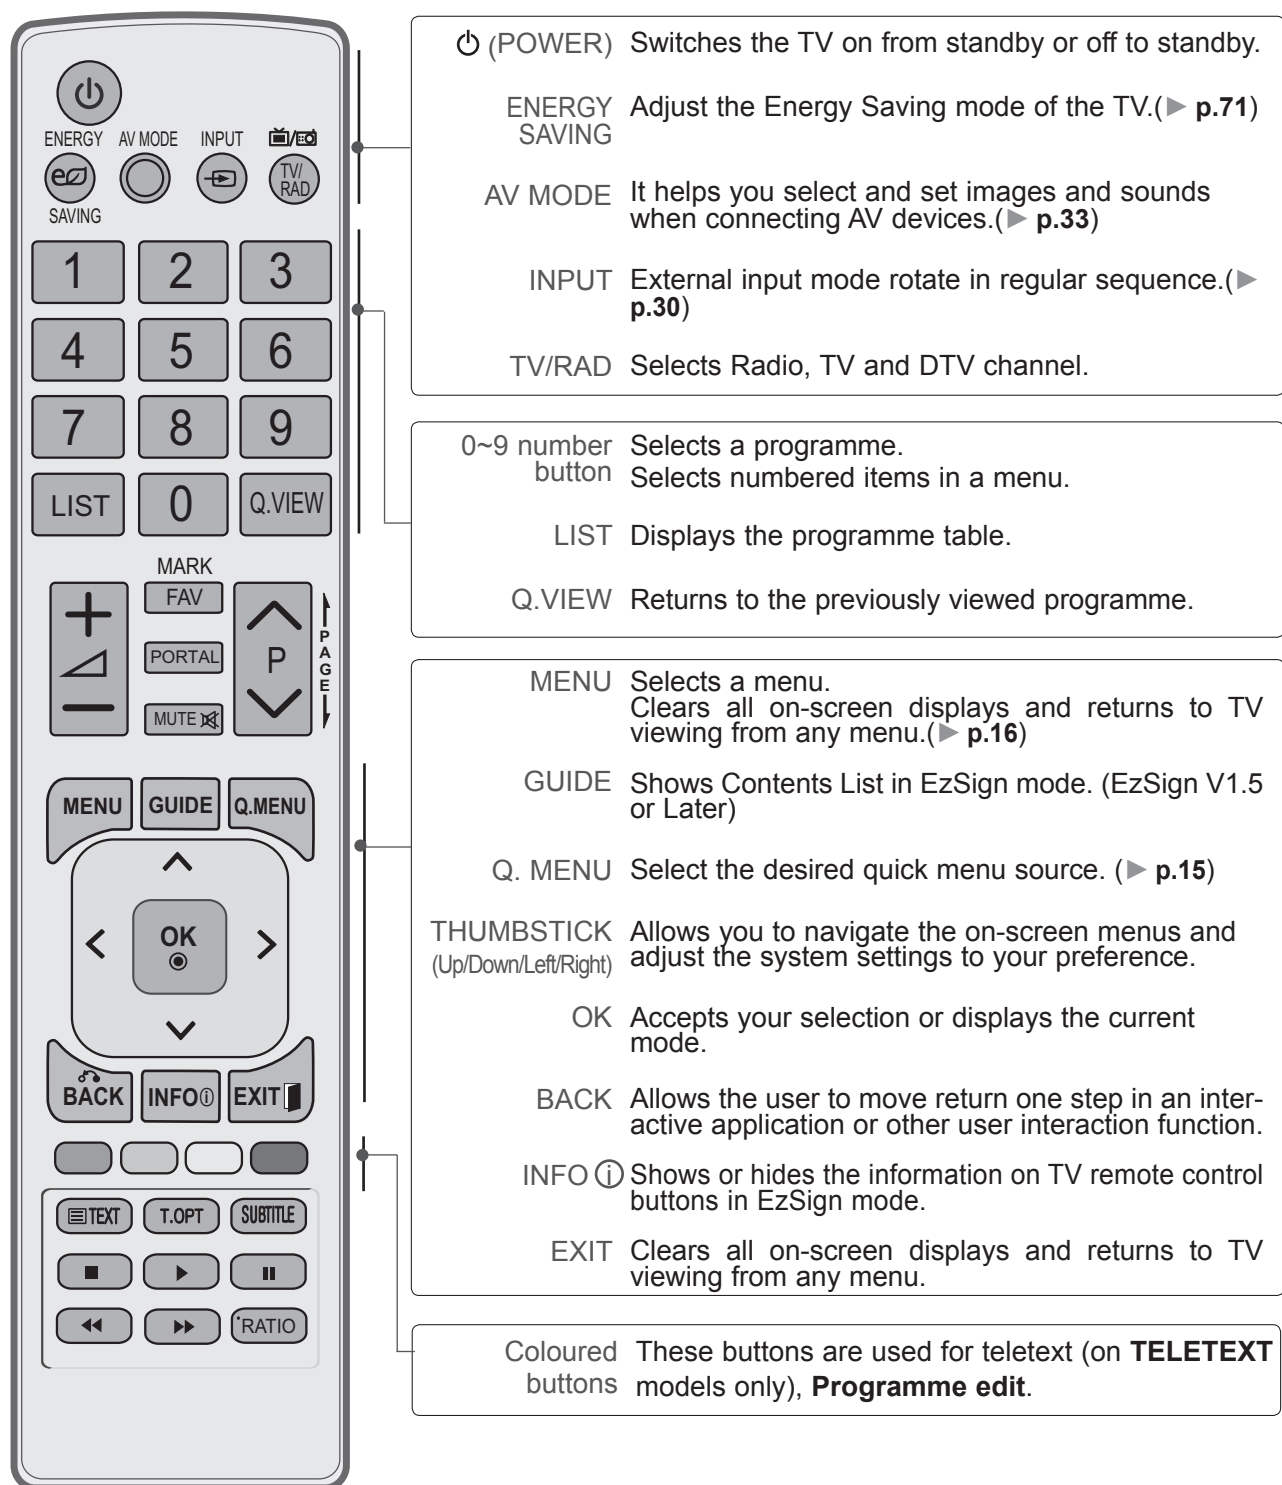 ENERGY AV MODE INPUT
TV/
RAD
SAVING
1 2 3
4 5 6
7 8 9
LIST 0 Q.VIEW
MARK
FAV
PORTAL
MUTE
P
PAGE
MENU GUIDE Q.MENU
OK
BACK INFO ⓘ EXIT
TEXT T.OPT SUBTITLE
RATIO
(POWER) Switches the TV on from standby or off to standby.
ENERGY Adjust the Energy Saving mode of the TV.(► p.71)
SAVING
AV MODE It helps you select and set images and sounds
when connecting AV devices.(► p.33)
INPUT External input mode rotate in regular sequence.(►
p.30)
TV/RAD Selects Radio, TV and DTV channel.
0~9 number Selects a programme.
button Selects numbered items in a menu.
LIST Displays the programme table.
Q.VIEW Returns to the previously viewed programme.
MENU Selects a menu.
Clears all on-screen displays and returns to TV
viewing from any menu.(► p.16)
GUIDE Shows Contents List in EzSign mode. (EzSign V1.5
or Later)
Q. MENU Select the desired quick menu source. (► p.15)
THUMBSTICK Allows you to navigate the on-screen menus and
(Up/Down/Left/Right) adjust the system settings to your preference.
OK Accepts your selection or displays the current
mode.
BACK Allows the user to move return one step in an inter-
active application or other user interaction function.
INFO ⓘ Shows or hides the information on TV remote control
buttons in EzSign mode.
EXIT Clears all on-screen displays and returns to TV
viewing from any menu.
Coloured These buttons are used for teletext (on TELETEXT
buttons models only), Programme edit.